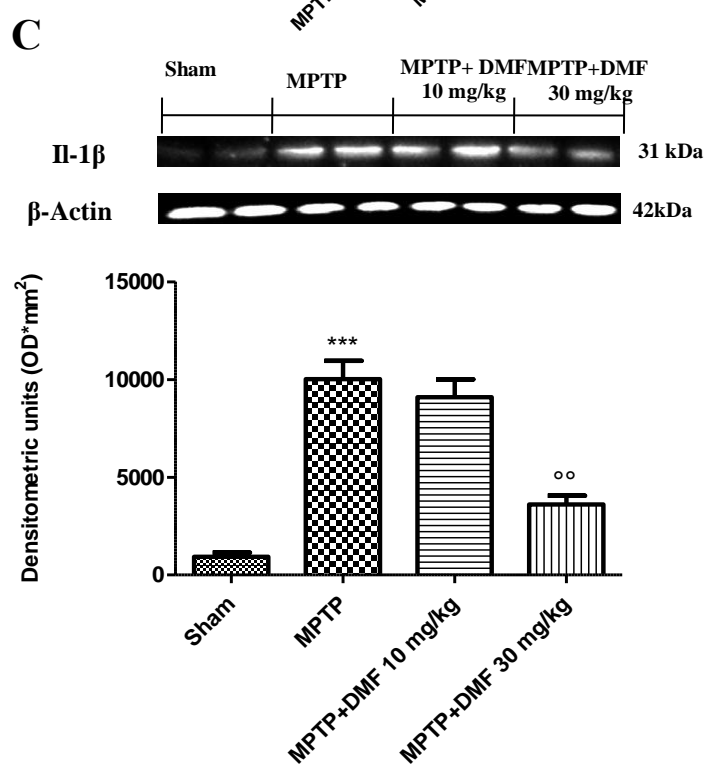 MPTP
M
C
Sham
MPTP
MPTP+ DMF
10 mg/kg
MPTP+DMF
30 mg/kg
Il-1β
31 kDa
β-Actin
42kDa
Densitometric units (OD*mm²)
15000
10000
5000
0
***
°°
Sham
MPTP
MPTP+DMF 10 mg/kg
MPTP+DMF 30 mg/kg